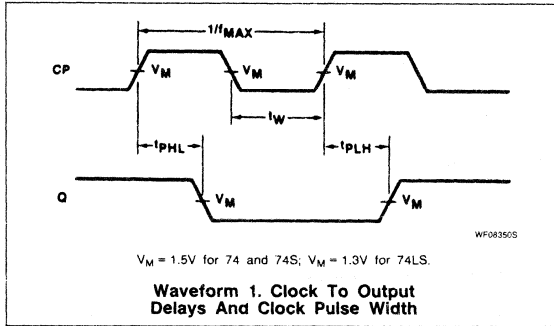 1/fMAX
CP
VM VM VM
tW
tPHL tPLH
VM VM
Q
WF08350S
VM = 1.5V for 74 and 74S; VM = 1.3V for 74LS.
Waveform 1. Clock To Output
Delays And Clock Pulse Width